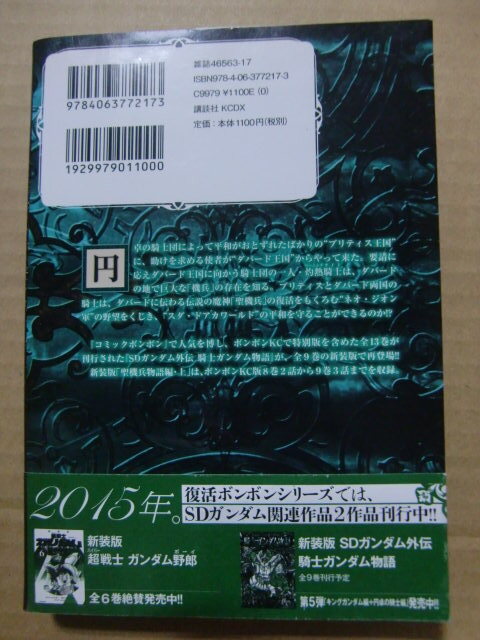 雑誌46563-17
ISBN978-4-06-377217-3
C9979 ¥1100E (0)
講談社 KCDX
定価：本体1100円(税別)
9784063772173
1929979011000
円
卓の騎士団によって平和がおとずれたばかりの“ブリティス王国”
に、助けを求める使者が“ダバード王国”からやって来た。要請に
応えダバード王国に向かう騎士団の一人・灼熱騎士は、ダバード
の地で巨大な「機兵」の存在を知る。ブリティスとダバード両国の
騎士は、ダバードに伝わる伝説の魔神「聖機兵」の復活をもくろむ“ネオ・ジオン
軍”の野望をくじき、“スダ・ドアカワールド”の平和を守ることができるのか!?
『コミックボンボン』で人気を博し、ボンボンKCで特別版を含めた全13巻が
刊行された『SDガンダム外伝 騎士ガンダム物語』が、全9巻の新装版で再登場!!
新装版「聖機兵物語編・上」は、ボンボンKC版8巻2話から9巻3話までを収録。
2015年。
復活ボンボンシリーズでは、
SDガンダム関連作品2作品刊行中!!
新装版
超戦士 ガンダム野郎
ボーイ
全6巻絶賛発売中!!
新装版 SDガンダム外伝
騎士ガンダム物語
全9巻刊行予定
第5弾「キングガンダム編+円卓の騎士編」発売中!!